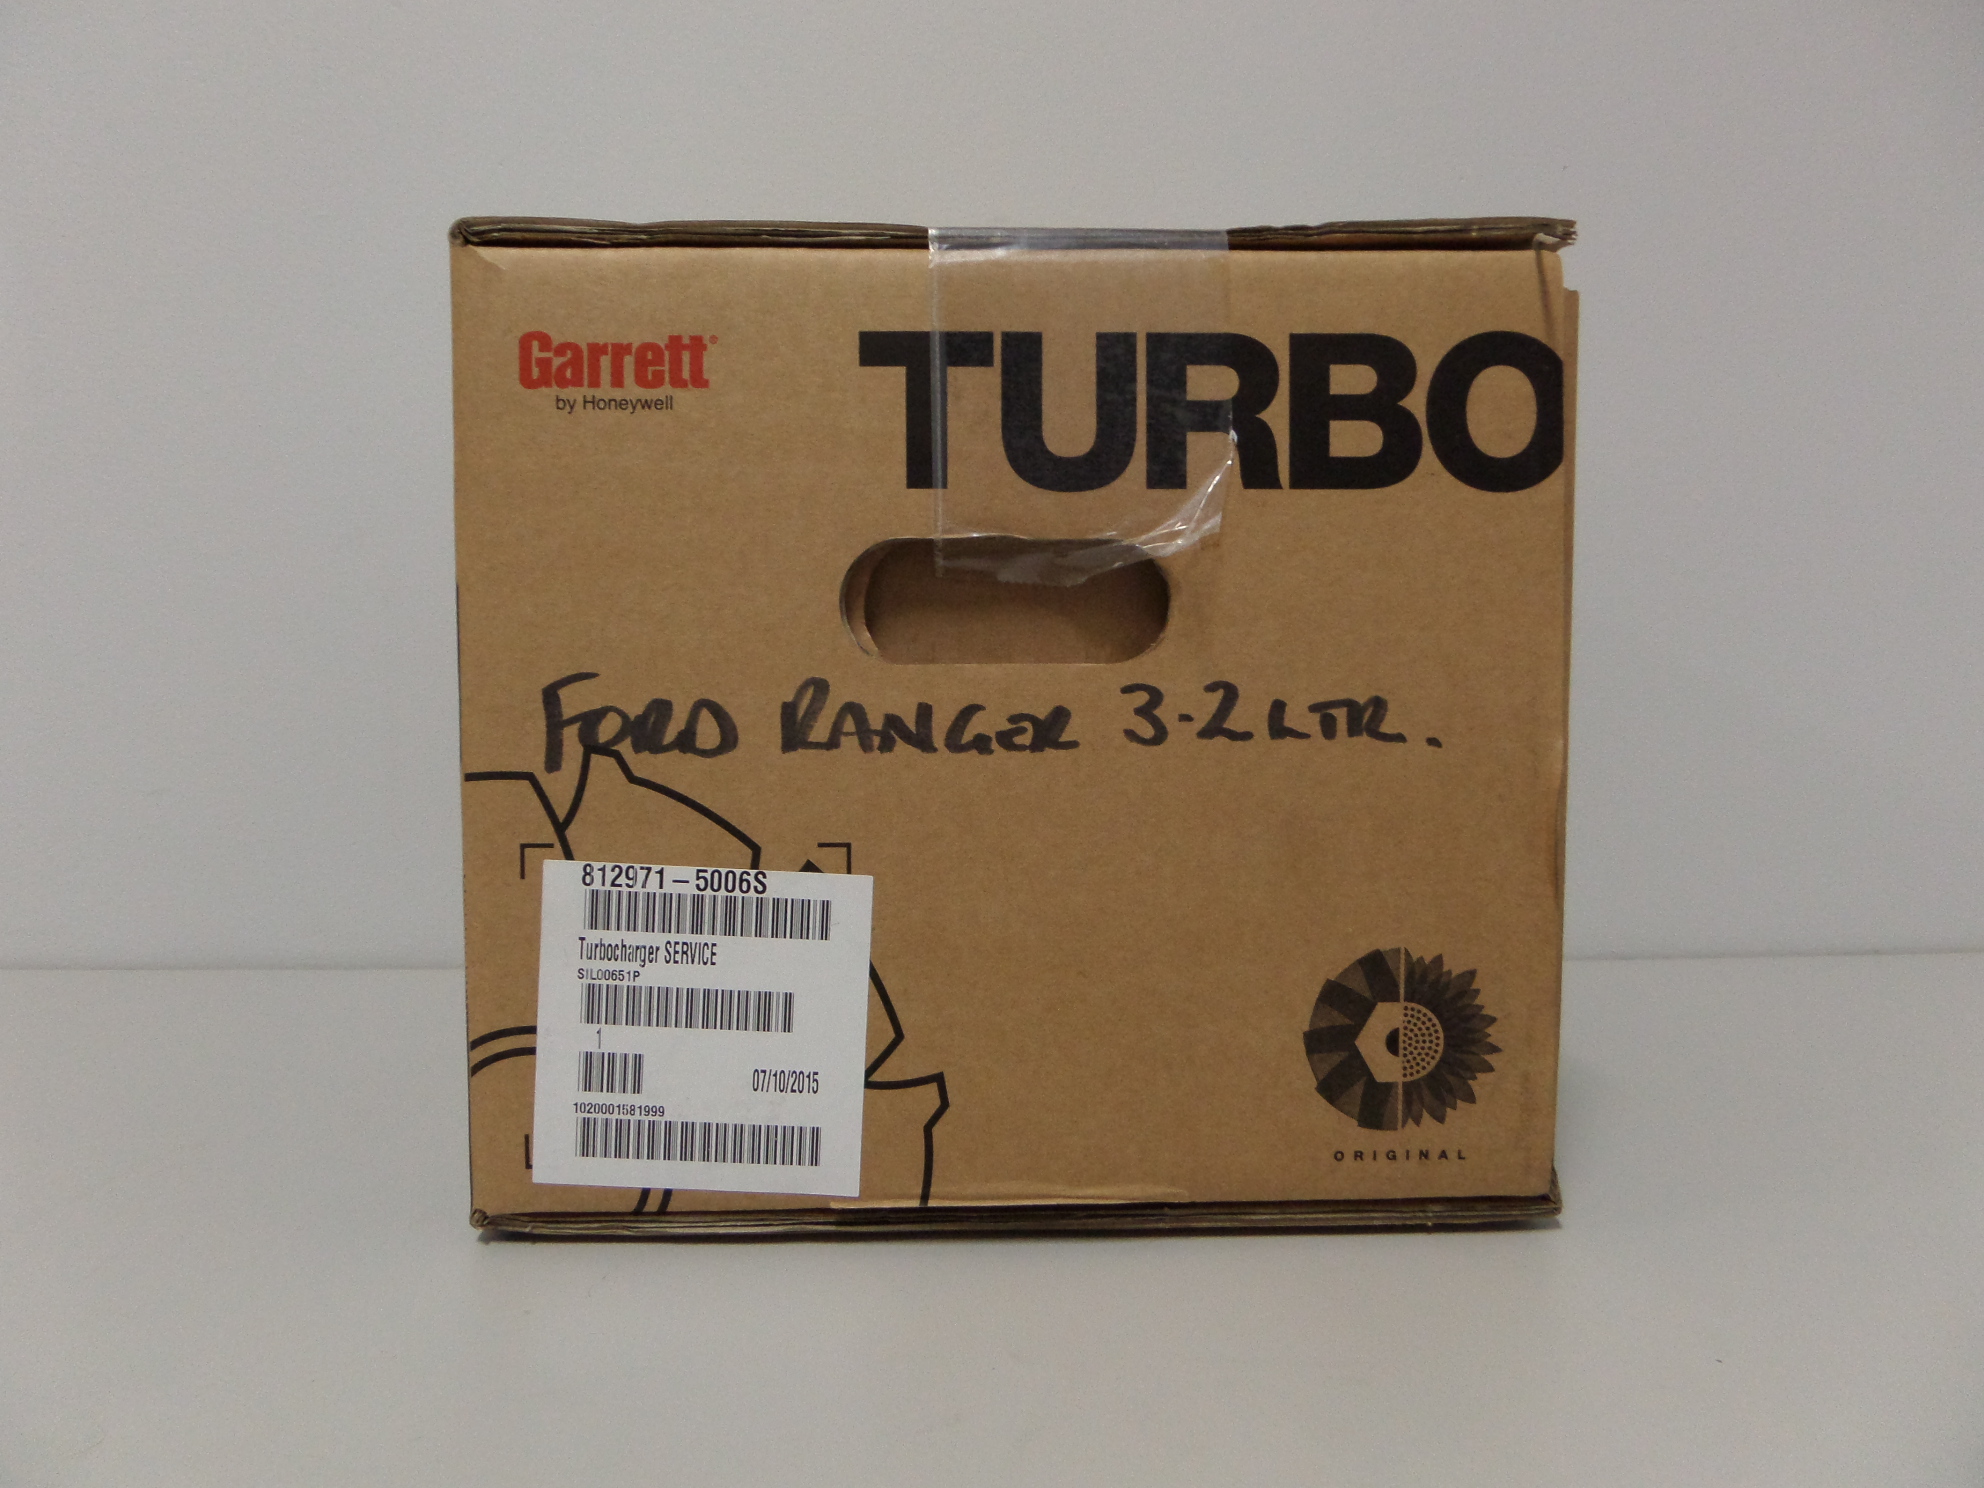 Garrett®
by Honeywell
TURBO
FORD RANGER 3-2 LTR.
812971-5006S
Turbocharger SERVICE
SIL00651P
1
07/10/2015
1020001581999
ORIGINAL